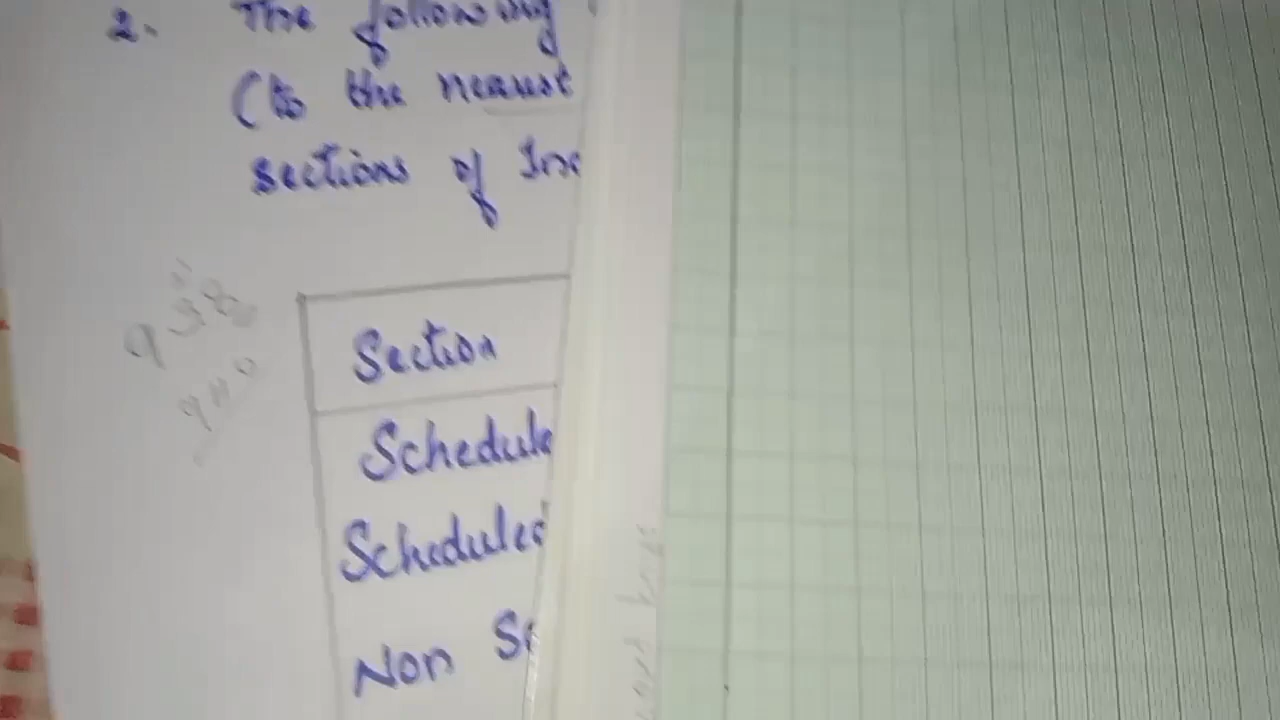 2. The following
(to the nearest
sections of
Section
Schedule
Scheduled
Non